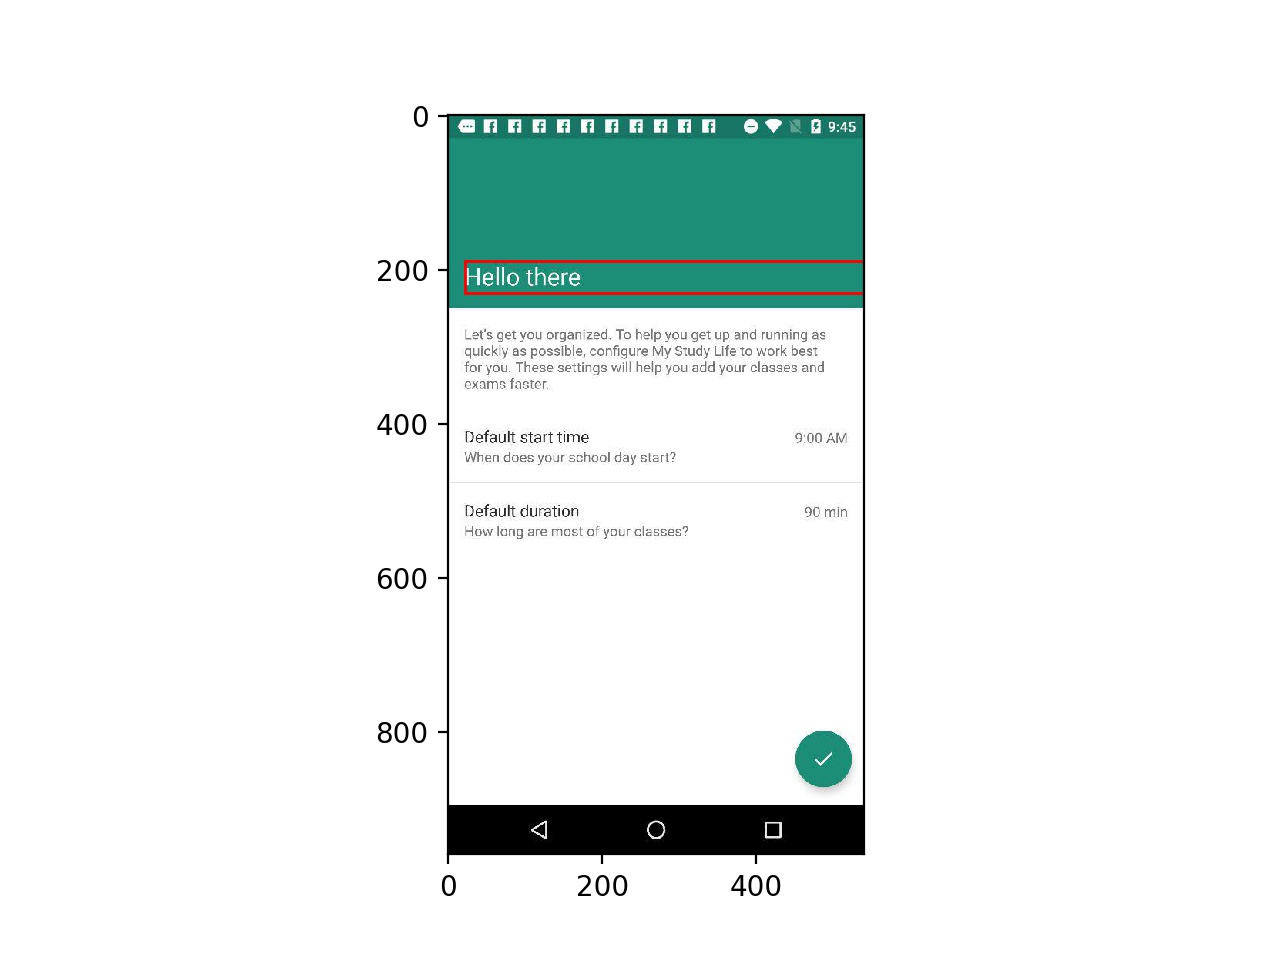 0
9:45
200
Hello there
Let's get you organized. To help you get up and running as
quickly as possible, configure My Study Life to work best
for you. These settings will help you add your classes and
exams faster.
400
Default start time
9:00 AM
When does your school day start?
Default duration
90 min
How long are most of your classes?
600
800
0
200
400